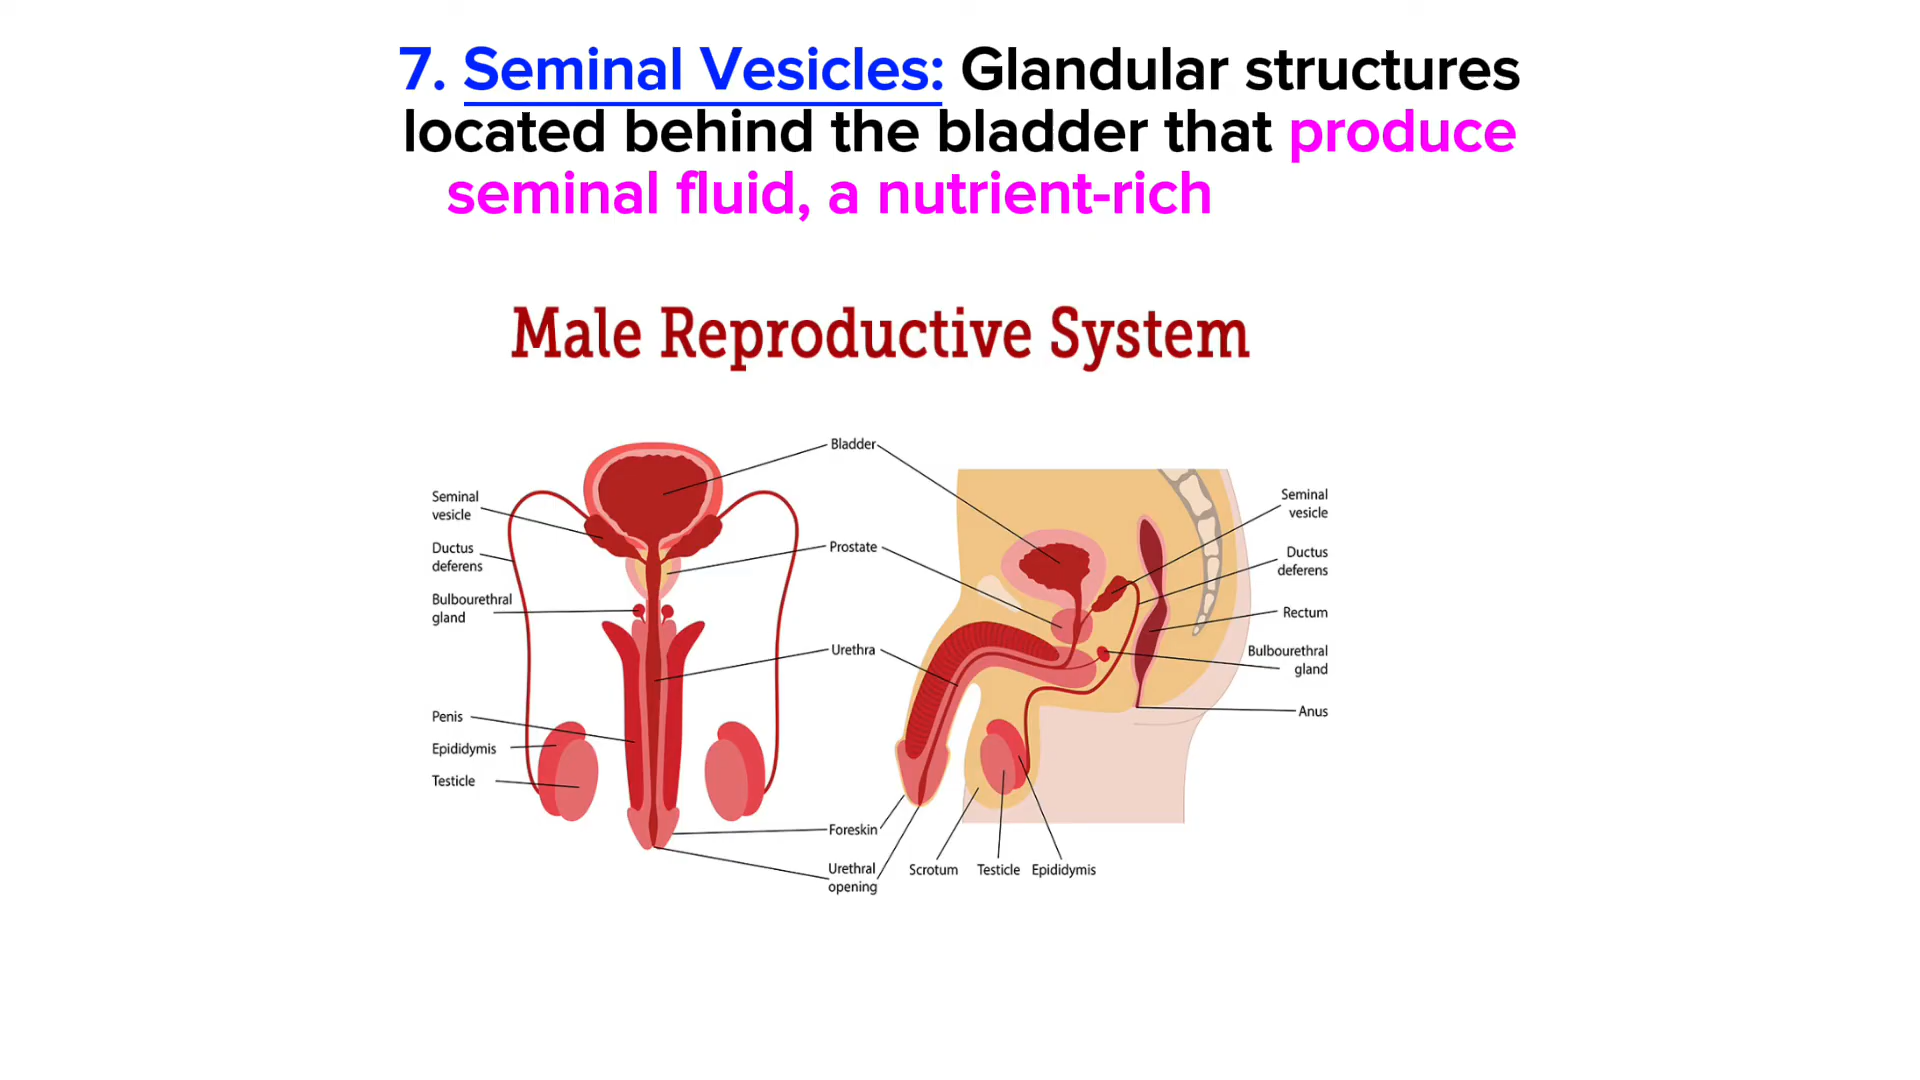 7. Seminal Vesicles: Glandular structures
located behind the bladder that produce
seminal fluid, a nutrient-rich
Male Reproductive System
Bladder
Seminal
vesicle
Ductus
deferens
Bulbourethral
gland
Penis
Epididymis
Testicle
Prostate
Urethra
Foreskin
Urethral
opening
Scrotum
Testicle
Epididymis
Seminal
vesicle
Ductus
deferens
Rectum
Bulbourethral
gland
Anus